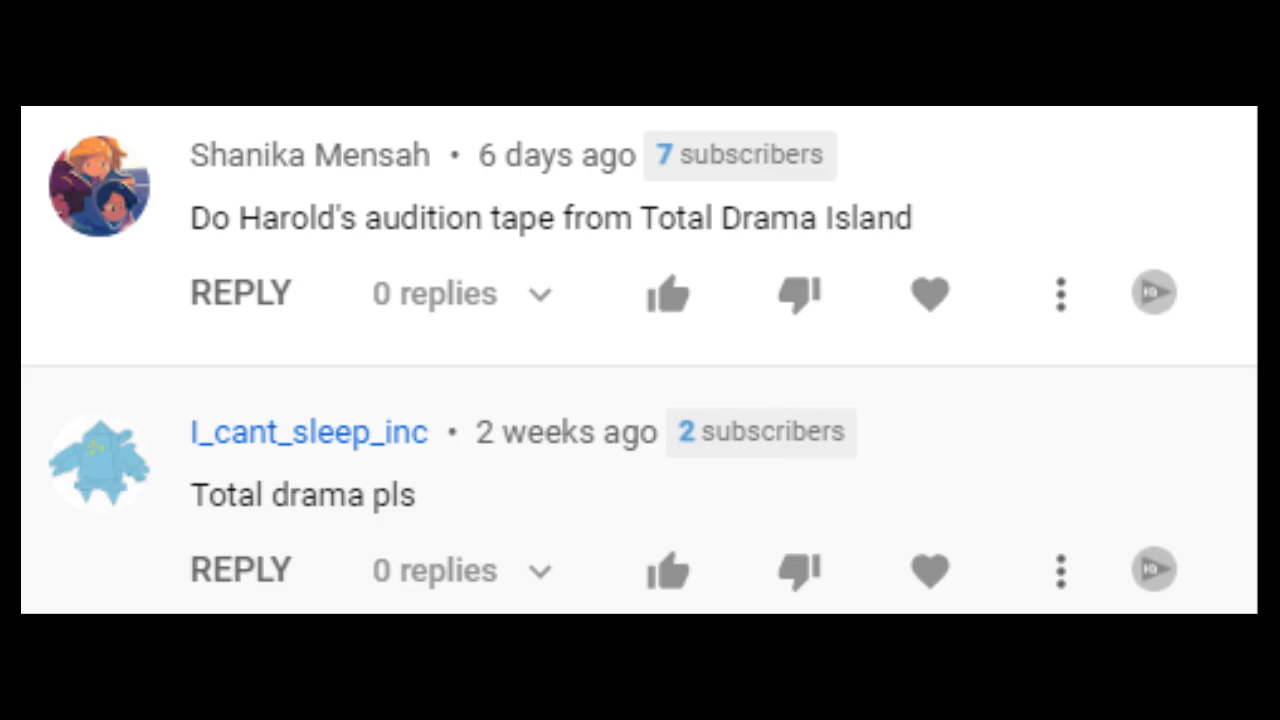 Shanika Mensah • 6 days ago 7 subscribers
Do Harold's audition tape from Total Drama Island
REPLY 0 replies
I_cant_sleep_inc • 2 weeks ago 2 subscribers
Total drama pls
REPLY 0 replies